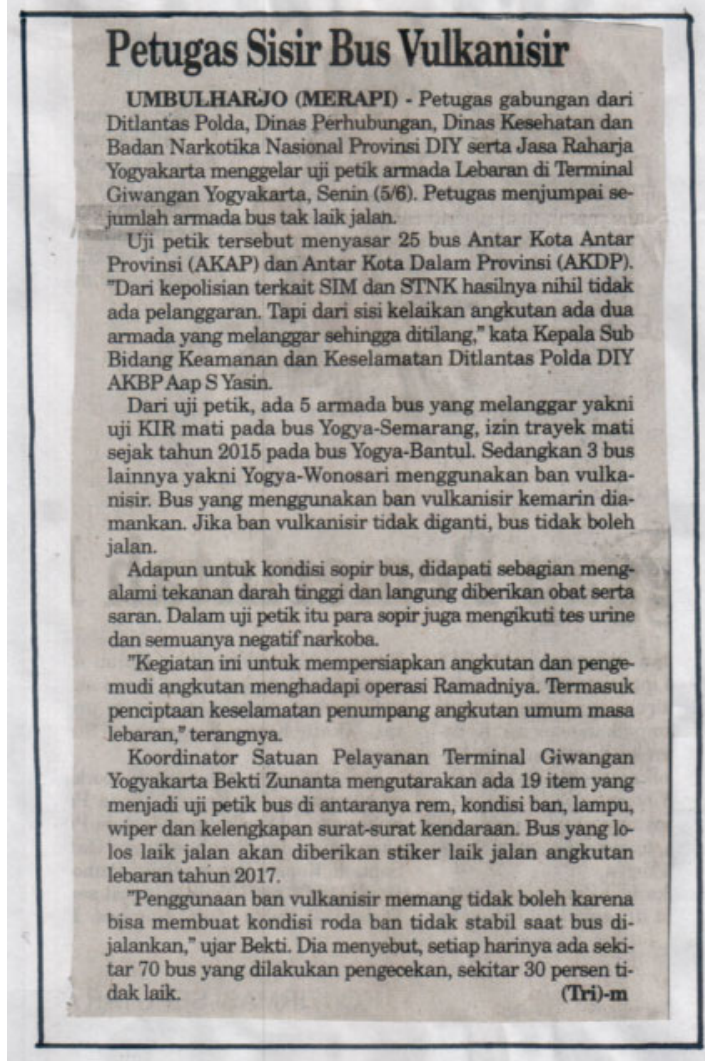 Petugas Sisir Bus Vulkanisir
UMBULHARJO (MERAPI) - Petugas gabungan dari
Ditlantas Polda, Dinas Perhubungan, Dinas Kesehatan dan
Badan Narkotika Nasional Provinsi DIY serta Jasa Raharja
Yogyakarta menggelar uji petik armada Lebaran di Terminal
Giwangan Yogyakarta, Senin (5/6). Petugas menjumpai se-
jumlah armada bus tak laik jalan.
Uji petik tersebut menyasar 25 bus Antar Kota Antar
Provinsi (AKAP) dan Antar Kota Dalam Provinsi (AKDP).
"Dari kepolisian terkait SIM dan STNK hasilnya nihil tidak
ada pelanggaran. Tapi dari sisi kelaikan angkutan ada dua
armada yang melanggar sehingga ditilang," kata Kepala Sub
Bidang Keamanan dan Keselamatan Ditlantas Polda DIY
AKBP Aap S Yasin.
Dari uji petik, ada 5 armada bus yang melanggar yakni
uji KIR mati pada bus Yogya-Semarang, izin trayek mati
sejak tahun 2015 pada bus Yogya-Bantul. Sedangkan 3 bus
lainnya yakni Yogya-Wonosari menggunakan ban vulka-
nisir. Bus yang menggunakan ban vulkanisir kemarin dia-
mankan. Jika ban vulkanisir tidak diganti, bus tidak boleh
jalan.
Adapun untuk kondisi sopir bus, didapati sebagian meng-
alami tekanan darah tinggi dan langung diberikan obat serta
saran. Dalam uji petik itu para sopir juga mengikuti tes urine
dan semuanya negatif narkoba.
"Kegiatan ini untuk mempersiapkan angkutan dan penge-
mudi angkutan menghadapi operasi Ramadniya. Termasuk
penciptaan keselamatan penumpang angkutan umum masa
lebaran," terangnya.
Koordinator Satuan Pelayanan Terminal Giwangan
Yogyakarta Bekti Zunanta mengutarakan ada 19 item yang
menjadi uji petik bus di antaranya rem, kondisi ban, lampu,
wiper dan kelengkapan surat-surat kendaraan. Bus yang lo-
los laik jalan akan diberikan stiker laik jalan angkutan
lebaran tahun 2017.
"Penggunaan ban vulkanisir memang tidak boleh karena
bisa membuat kondisi roda ban tidak stabil saat bus di-
jalankan," ujar Bekti. Dia menyebut, setiap harinya ada seki-
tar 70 bus yang dilakukan pengecekan, sekitar 30 persen ti-
dak laik. (Tri)-m